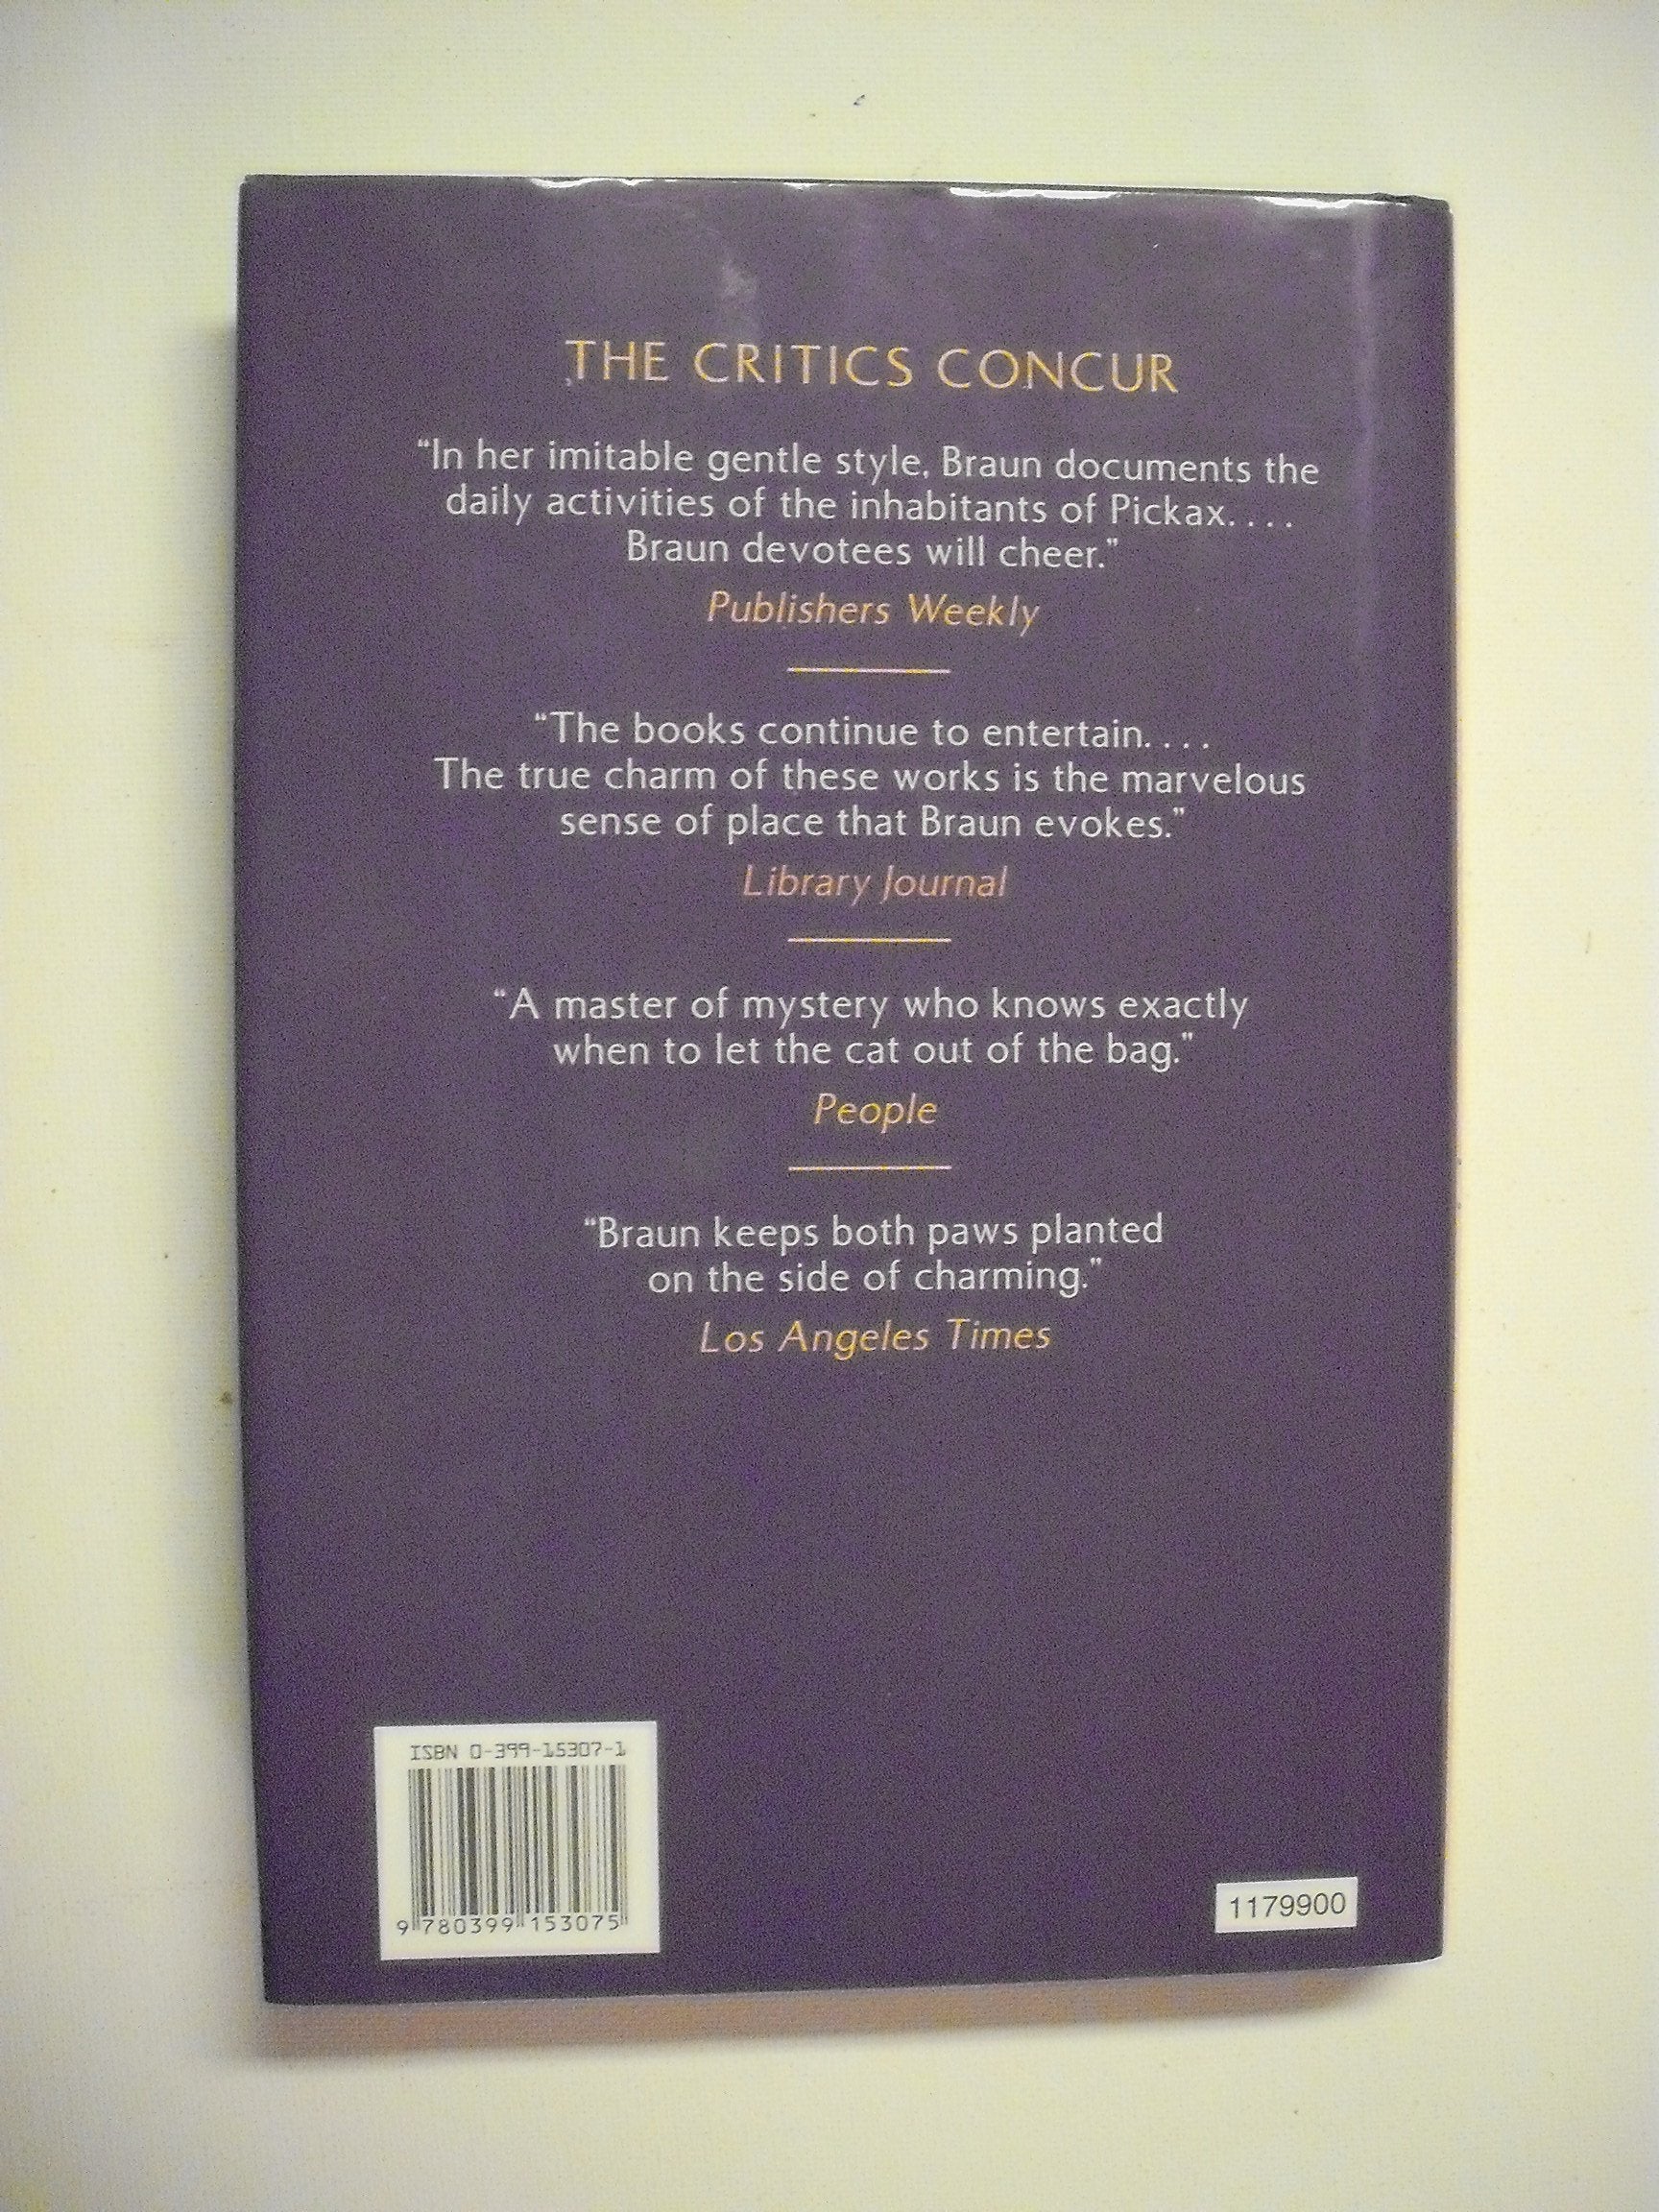 THE CRITICS CONCUR
“In her imitable gentle style, Braun documents the
daily activities of the inhabitants of Pickax. . . .
Braun devotees will cheer.”
Publishers Weekly
“The books continue to entertain. . . .
The true charm of these works is the marvelous
sense of place that Braun evokes.”
Library Journal
“A master of mystery who knows exactly
when to let the cat out of the bag.”
People
“Braun keeps both paws planted
on the side of charming.”
Los Angeles Times
ISBN 0-399-15307-1
9 780399 153075
1179900